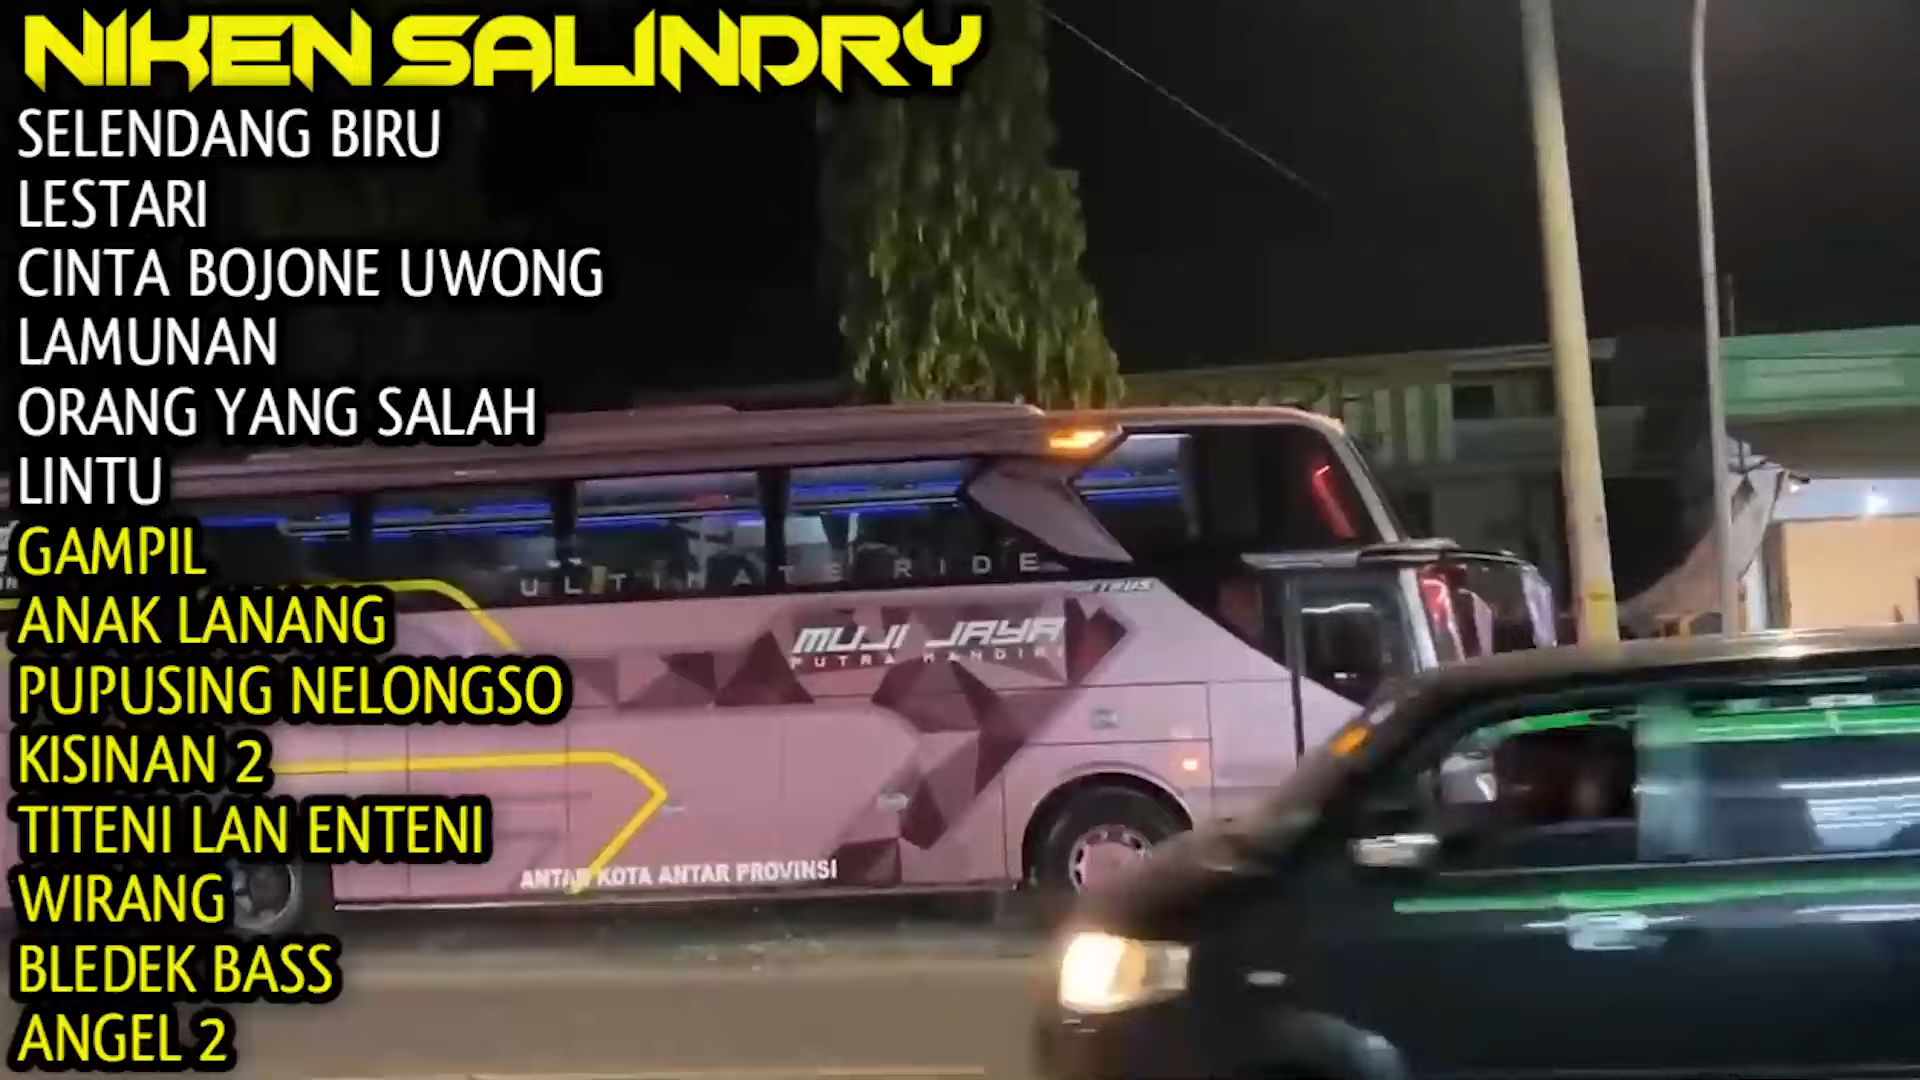 NIKEN SALINDRY
SELENDANG BIRU
LESTARI
CINTA BOJONE UWONG
LAMUNAN
ORANG YANG SALAH
LINTU
GAMPIL
ANAK LANANG
PUPUSING NELONGSO
KISINAN 2
TITENI LAN ENTENI
WIRANG
BLEDEK BASS
ANGEL 2
ULTIMATE RIDE
MUJI JAYA
PUTRA MANDIRI
ANTAR KOTA ANTAR PROVINSI